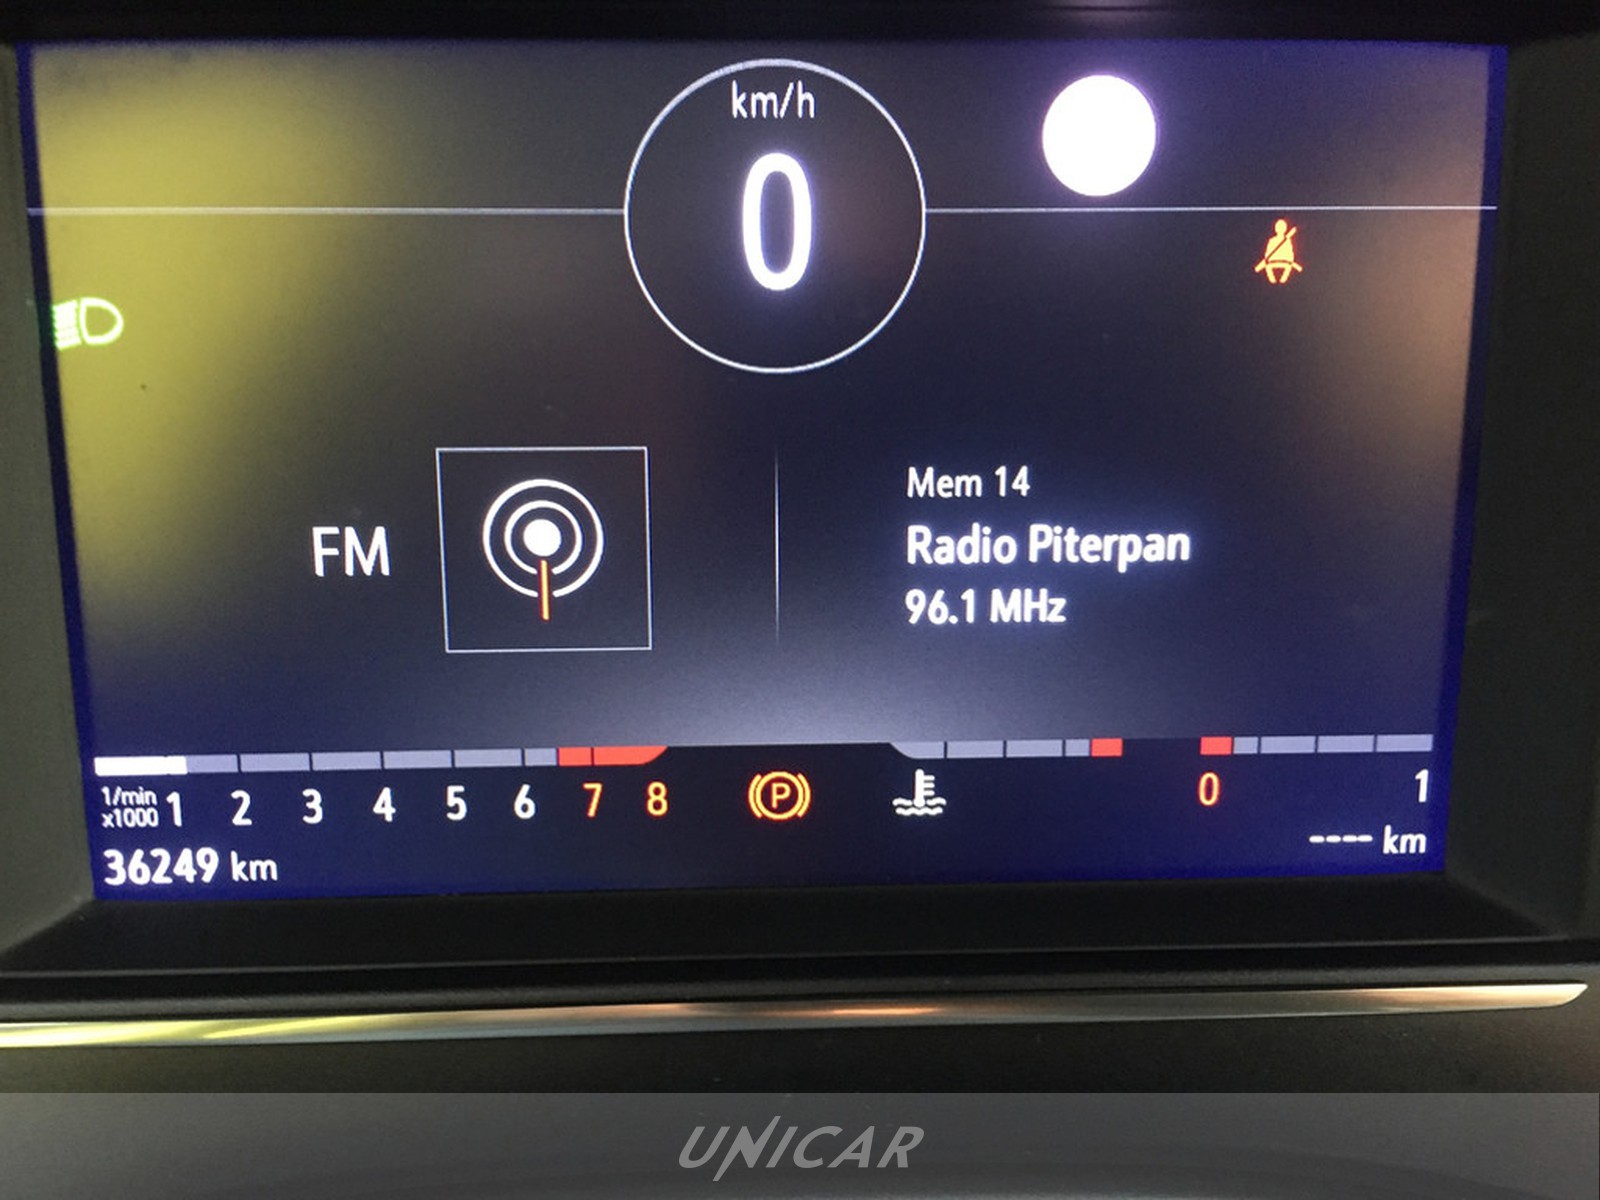 km/h
0
FM
Mem 14
Radio Piterpan
96.1 MHz
1/min
x1000
1 2 3 4 5 6 7 8
P
0 1
36249 km
---- km
UNICAR